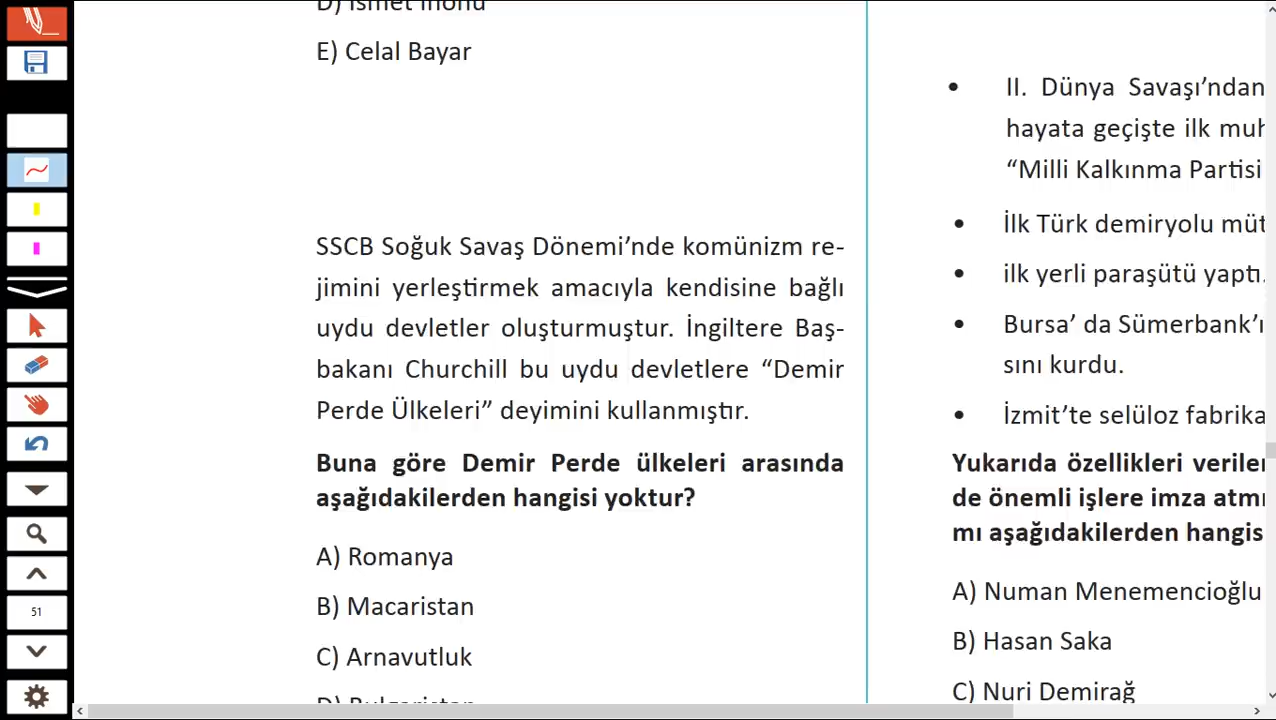 D) İsmet İnönü
E) Celal Bayar
SSCB Soğuk Savaş Dönemi’nde komünizm re-
jimini yerleştirmek amacıyla kendisine bağlı
uydu devletler oluşturmuştur. İngiltere Baş-
bakanı Churchill bu uydu devletlere “Demir
Perde Ülkeleri” deyimini kullanmıştır.
Buna göre Demir Perde ülkeleri arasında
aşağıdakilerden hangisi yoktur?
A) Romanya
B) Macaristan
C) Arnavutluk
D) Bulgaristan
• II. Dünya Savaşı’ndan
hayata geçişte ilk muh
“Milli Kalkınma Partisi
• İlk Türk demiryolu müt
• ilk yerli paraşütü yaptı.
• Bursa’ da Sümerbank’ı
sını kurdu.
• İzmit’te selüloz fabrika
Yukarıda özellikleri verile
de önemli işlere imza atmı
mı aşağıdakilerden hangis
A) Numan Menemencioğlu
B) Hasan Saka
C) Nuri Demirağ
51